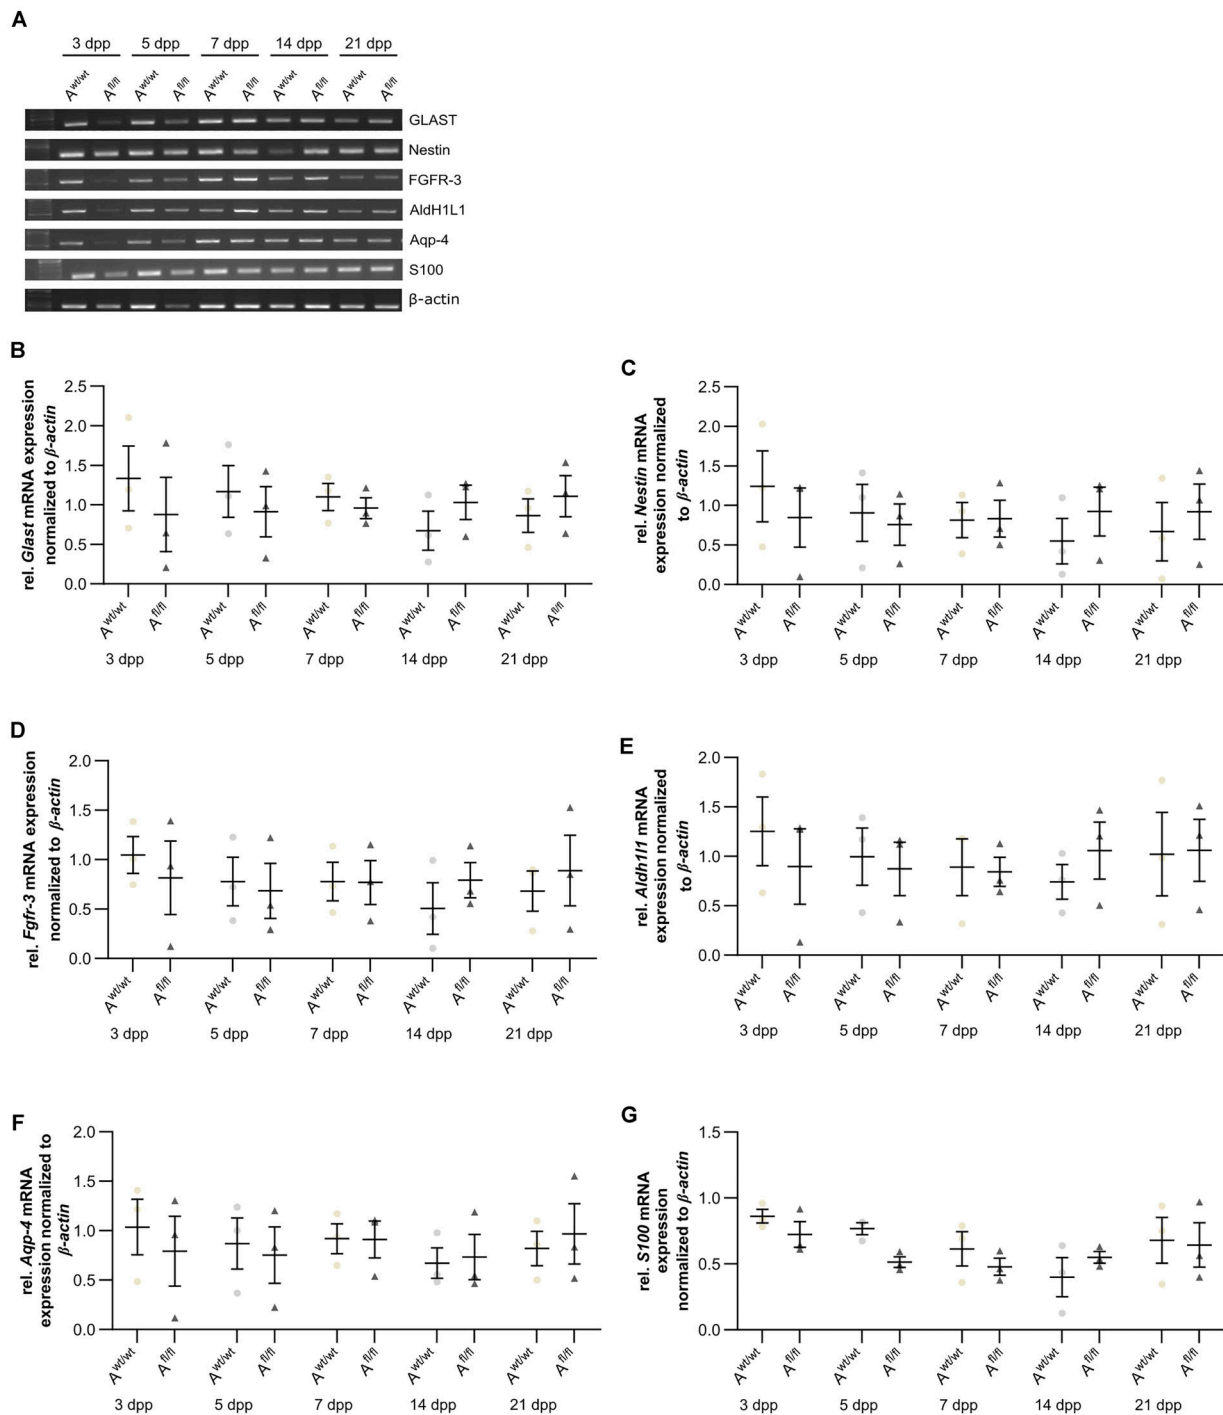 A
3 dpp 5 dpp 7 dpp 14 dpp 21 dpp
A wt/wt A fl/fl A wt/wt A fl/fl A wt/wt A fl/fl A wt/wt A fl/fl A wt/wt A fl/fl
GLAST
Nestin
FGFR-3
AldH1L1
Aqp-4
S100
β-actin
B
rel. Glast mRNA expression
normalized to β-actin
2.5
2.0
1.5
1.0
0.5
0.0
A wt/wt A fl/fl A wt/wt A fl/fl A wt/wt A fl/fl A wt/wt A fl/fl A wt/wt A fl/fl
3 dpp 5 dpp 7 dpp 14 dpp 21 dpp
C
rel. Nestin mRNA
expression normalized
to β-actin
2.5
2.0
1.5
1.0
0.5
0.0
A wt/wt A fl/fl A wt/wt A fl/fl A wt/wt A fl/fl A wt/wt A fl/fl A wt/wt A fl/fl
3 dpp 5 dpp 7 dpp 14 dpp 21 dpp
D
rel. Fgfr-3 mRNA expression
normalized to β-actin
2.0
1.5
1.0
0.5
0.0
A wt/wt A fl/fl A wt/wt A fl/fl A wt/wt A fl/fl A wt/wt A fl/fl A wt/wt A fl/fl
3 dpp 5 dpp 7 dpp 14 dpp 21 dpp
E
rel. Aldh1l1 mRNA
expression normalized
to β-actin
2.0
1.5
1.0
0.5
0.0
A wt/wt A fl/fl A wt/wt A fl/fl A wt/wt A fl/fl A wt/wt A fl/fl A wt/wt A fl/fl
3 dpp 5 dpp 7 dpp 14 dpp 21 dpp
F
rel. Aqp-4 mRNA
expression normalized to
β-actin
2.0
1.5
1.0
0.5
0.0
A wt/wt A fl/fl A wt/wt A fl/fl A wt/wt A fl/fl A wt/wt A fl/fl A wt/wt A fl/fl
3 dpp 5 dpp 7 dpp 14 dpp 21 dpp
G
rel. S100 mRNA
expression
normalized to β-actin
1.5
1.0
0.5
0.0
A wt/wt A fl/fl A wt/wt A fl/fl A wt/wt A fl/fl A wt/wt A fl/fl A wt/wt A fl/fl
3 dpp 5 dpp 7 dpp 14 dpp 21 dpp